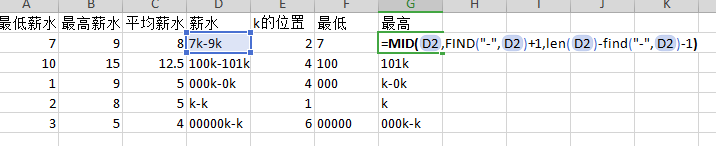 A B C D E F G H I J K
最低薪水 最高薪水 平均薪水 薪水 k的位置 最低 最高
7 9 8 7k-9k 2 7 =MID( D2,FIND("-",D2)+1,len(D2)-find("-",D2)-1)
10 15 12.5 100k-101k 4 100 101k
1 9 5 000k-0k 4 000 k-0k
2 8 5 k-k 1 k
3 5 4 00000k-k 6 00000 000k-k